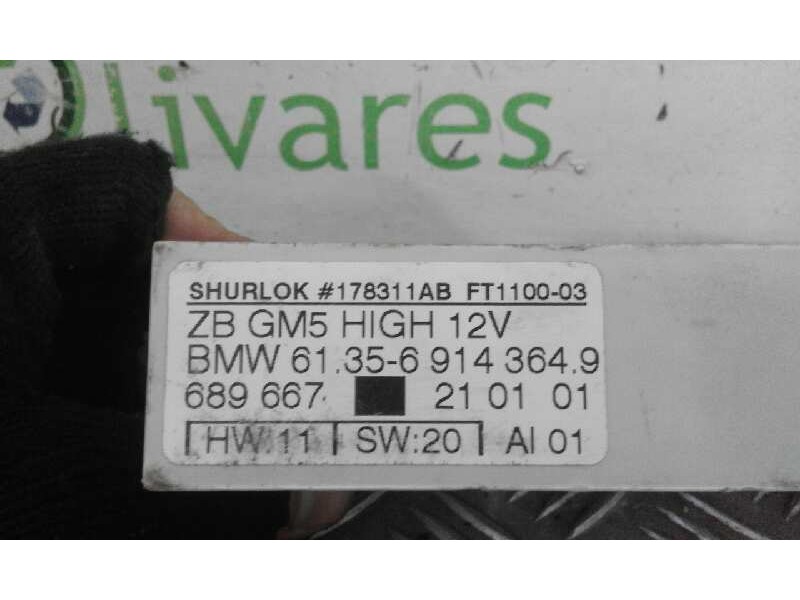 Olivares
SHURLOK #178311AB FT1100-03
ZB GM5 HIGH 12V
BMW 61.35-6 914 364.9
689 667 21 01 01
HW:11 SW:20 AI 01